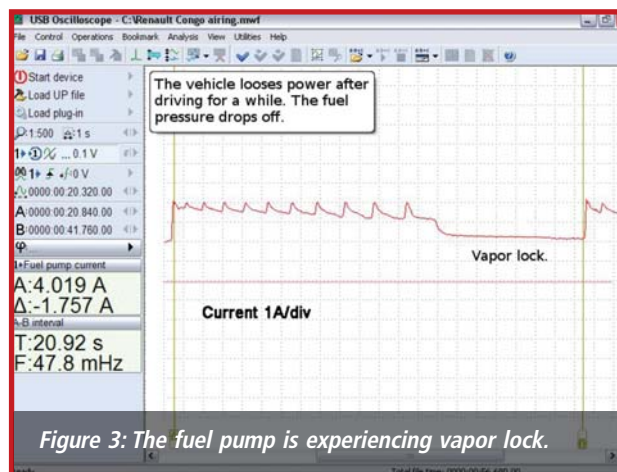 USB Oscilloscope - C:\Renault Congo airing.mwf
File Control Operations Bookmark Analysis View Utilities Help
Start device
Load UP file
Load plug-in
1:500 1 s
1 1 ... 0.1 V
1 0 V
0000:00:20.320.00
A:0000:00:20.840.00
B:0000:00:41.760.00
φ...
1 Fuel pump current
A:4.019 A
Δ:-1.757 A
A-B interval
T:20.92 s
F:47.8 mHz
The vehicle looses power after
driving for a while. The fuel
pressure drops off.
Vapor lock.
Current 1A/div
Figure 3: The fuel pump is experiencing vapor lock.